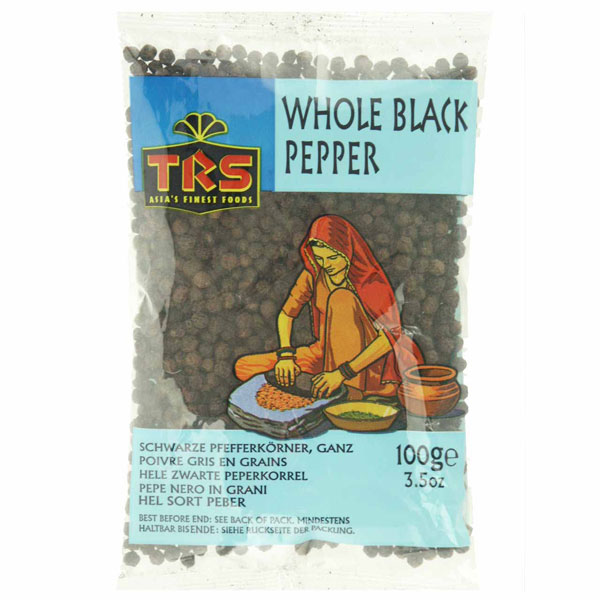 WHOLE BLACK
PEPPER
TRS
ASIA'S FINEST FOODS
SCHWARZE PFEFFERKÖRNER, GANZ
POIVRE GRIS EN GRAINS
HELE ZWARTE PEPERKORREL
PEPE NERO IN GRANI
HEL SORT PEBER
100g℮
3.5oz
BEST BEFORE END: SEE BACK OF PACK. MINDESTENS
HALTBAR BIS ENDE: SIEHE RÜCKSEITE DER PACKUNG.